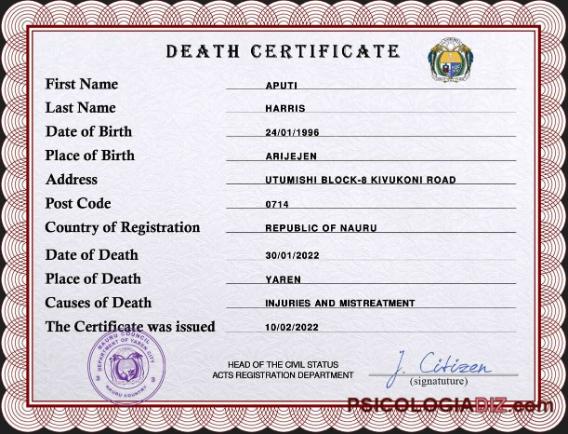 DEATH CERTIFICATE
First Name APUTI
Last Name HARRIS
Date of Birth 24/01/1996
Place of Birth ARIJEJEN
Address UTUMISHI BLOCK-8 KIVUKONI ROAD
Post Code 0714
Country of Registration REPUBLIC OF NAURU
Date of Death 30/01/2022
Place of Death YAREN
Causes of Death INJURIES AND MISTREATMENT
The Certificate was issued 10/02/2022
NAURU COUNCIL
DEPARTMENT OF YAREN CITY
NAURU KOUNTRY
HEAD OF THE CIVIL STATUS
ACTS REGISTRATION DEPARTMENT
J. Citizen
(signatuture)
PSICOLOGIADIZ.com